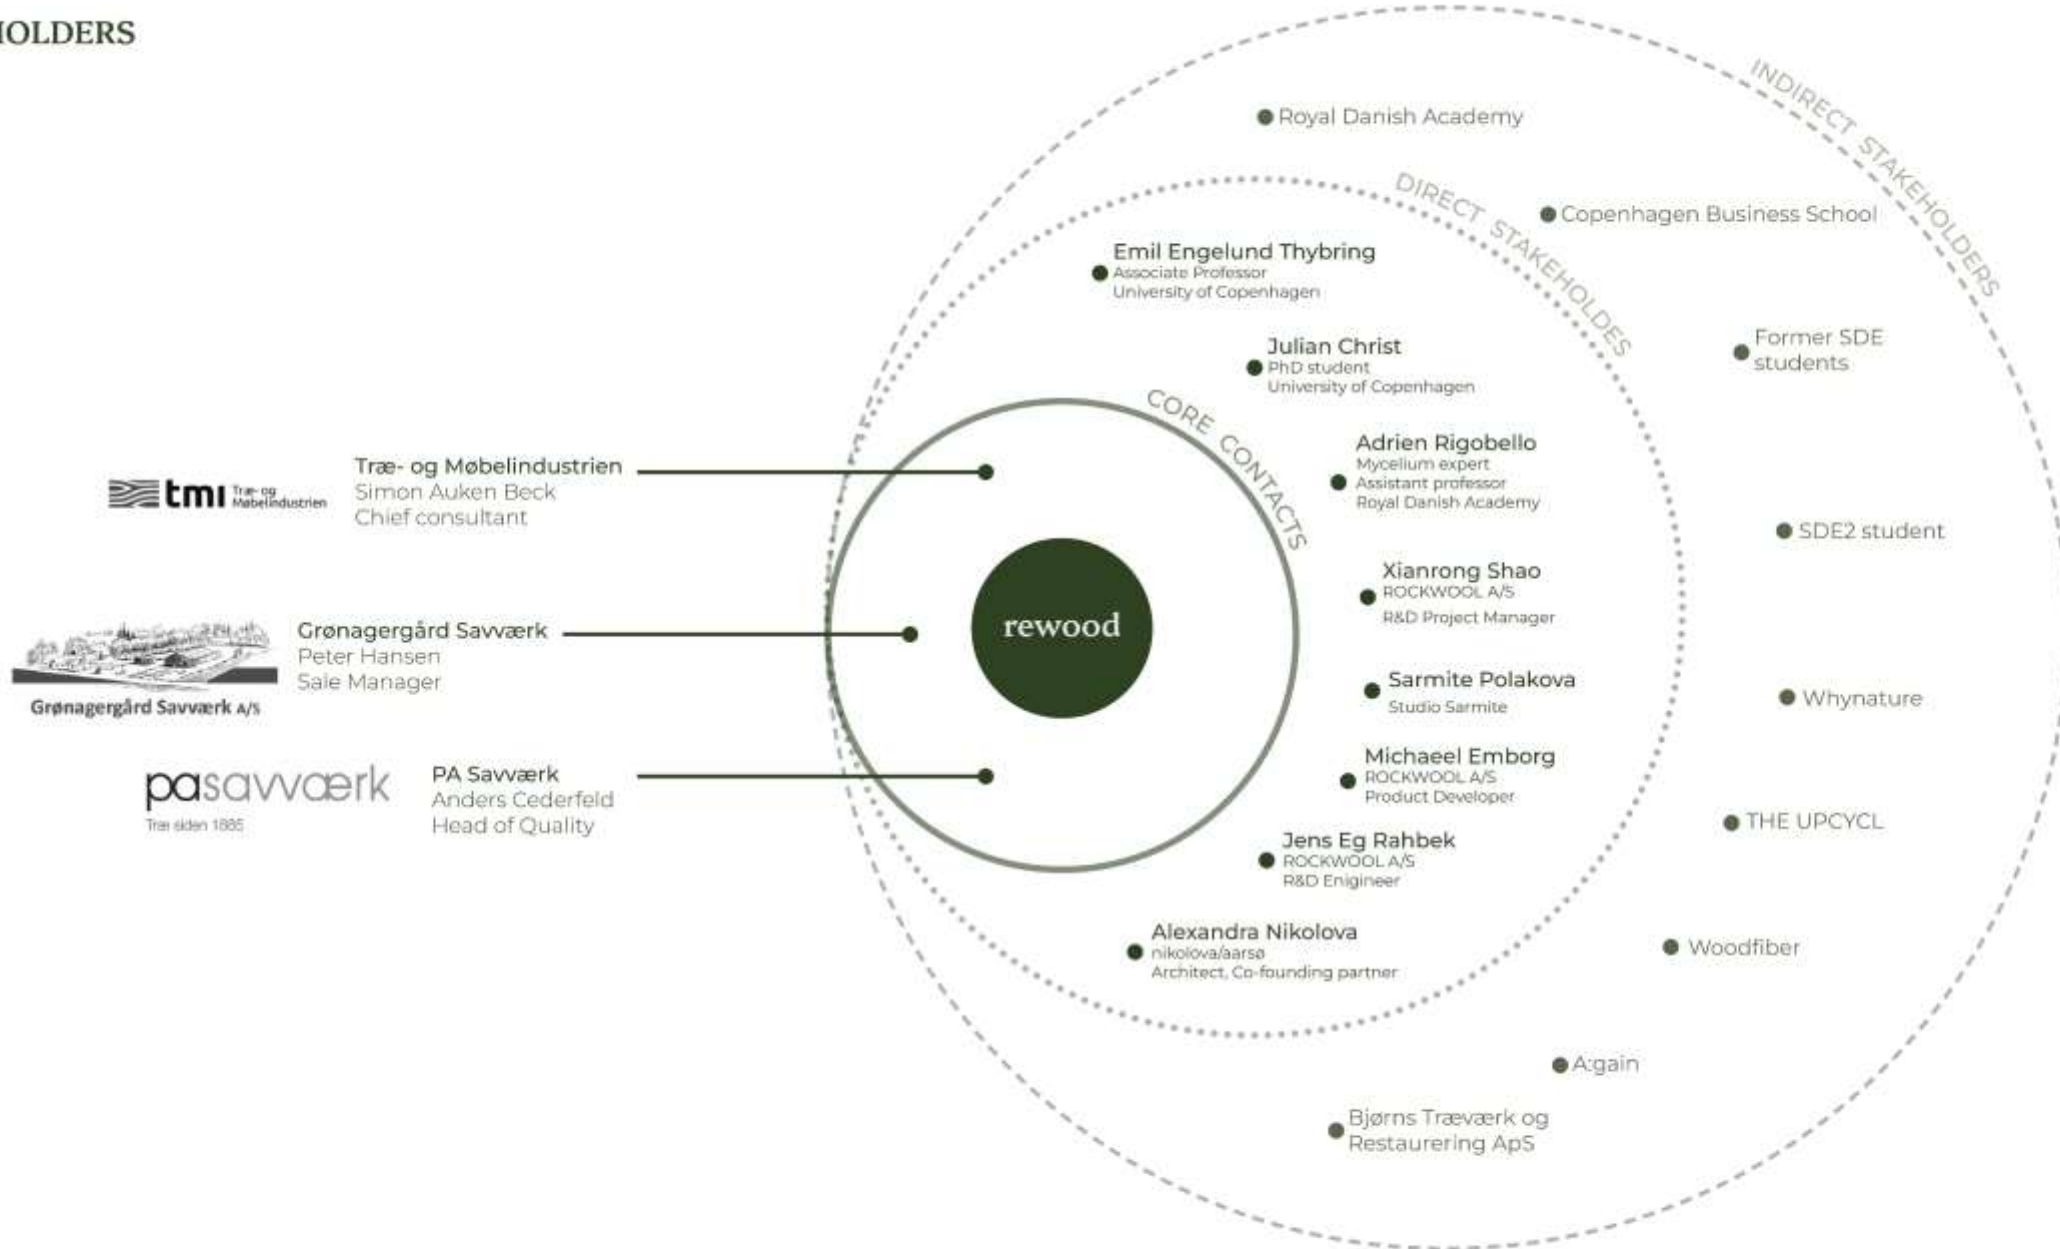 HOLDERS
INDIRECT STAKEHOLDERS
Royal Danish Academy
DIRECT STAKEHOLDES
Copenhagen Business School
Emil Engelund Thybring
Associate Professor
University of Copenhagen
Former SDE
students
Julian Christ
PhD student
University of Copenhagen
CORE CONTACTS
Adrien Rigobello
Mycelium expert
Assistant professor
Royal Danish Academy
tmi Træ- og
Møbelindustrien
Træ- og Møbelindustrien
Simon Auken Beck
Chief consultant
SDE2 student
Xianrong Shao
ROCKWOOL A/S
R&D Project Manager
rewood
Grønagergård Savværk
Peter Hansen
Sale Manager
Grønagergård Savværk A/S
Sarmite Polakova
Studio Sarmite
Whynature
Michaeel Emborg
ROCKWOOL A/S
Product Developer
pasavværk
Træ siden 1885
PA Savværk
Anders Cederfeld
Head of Quality
THE UPCYCL
Jens Eg Rahbek
ROCKWOOL A/S
R&D Enigineer
Alexandra Nikolova
nikolova/aarsø
Architect, Co-founding partner
Woodfiber
A:gain
Bjørns Træværk og
Restaurering ApS